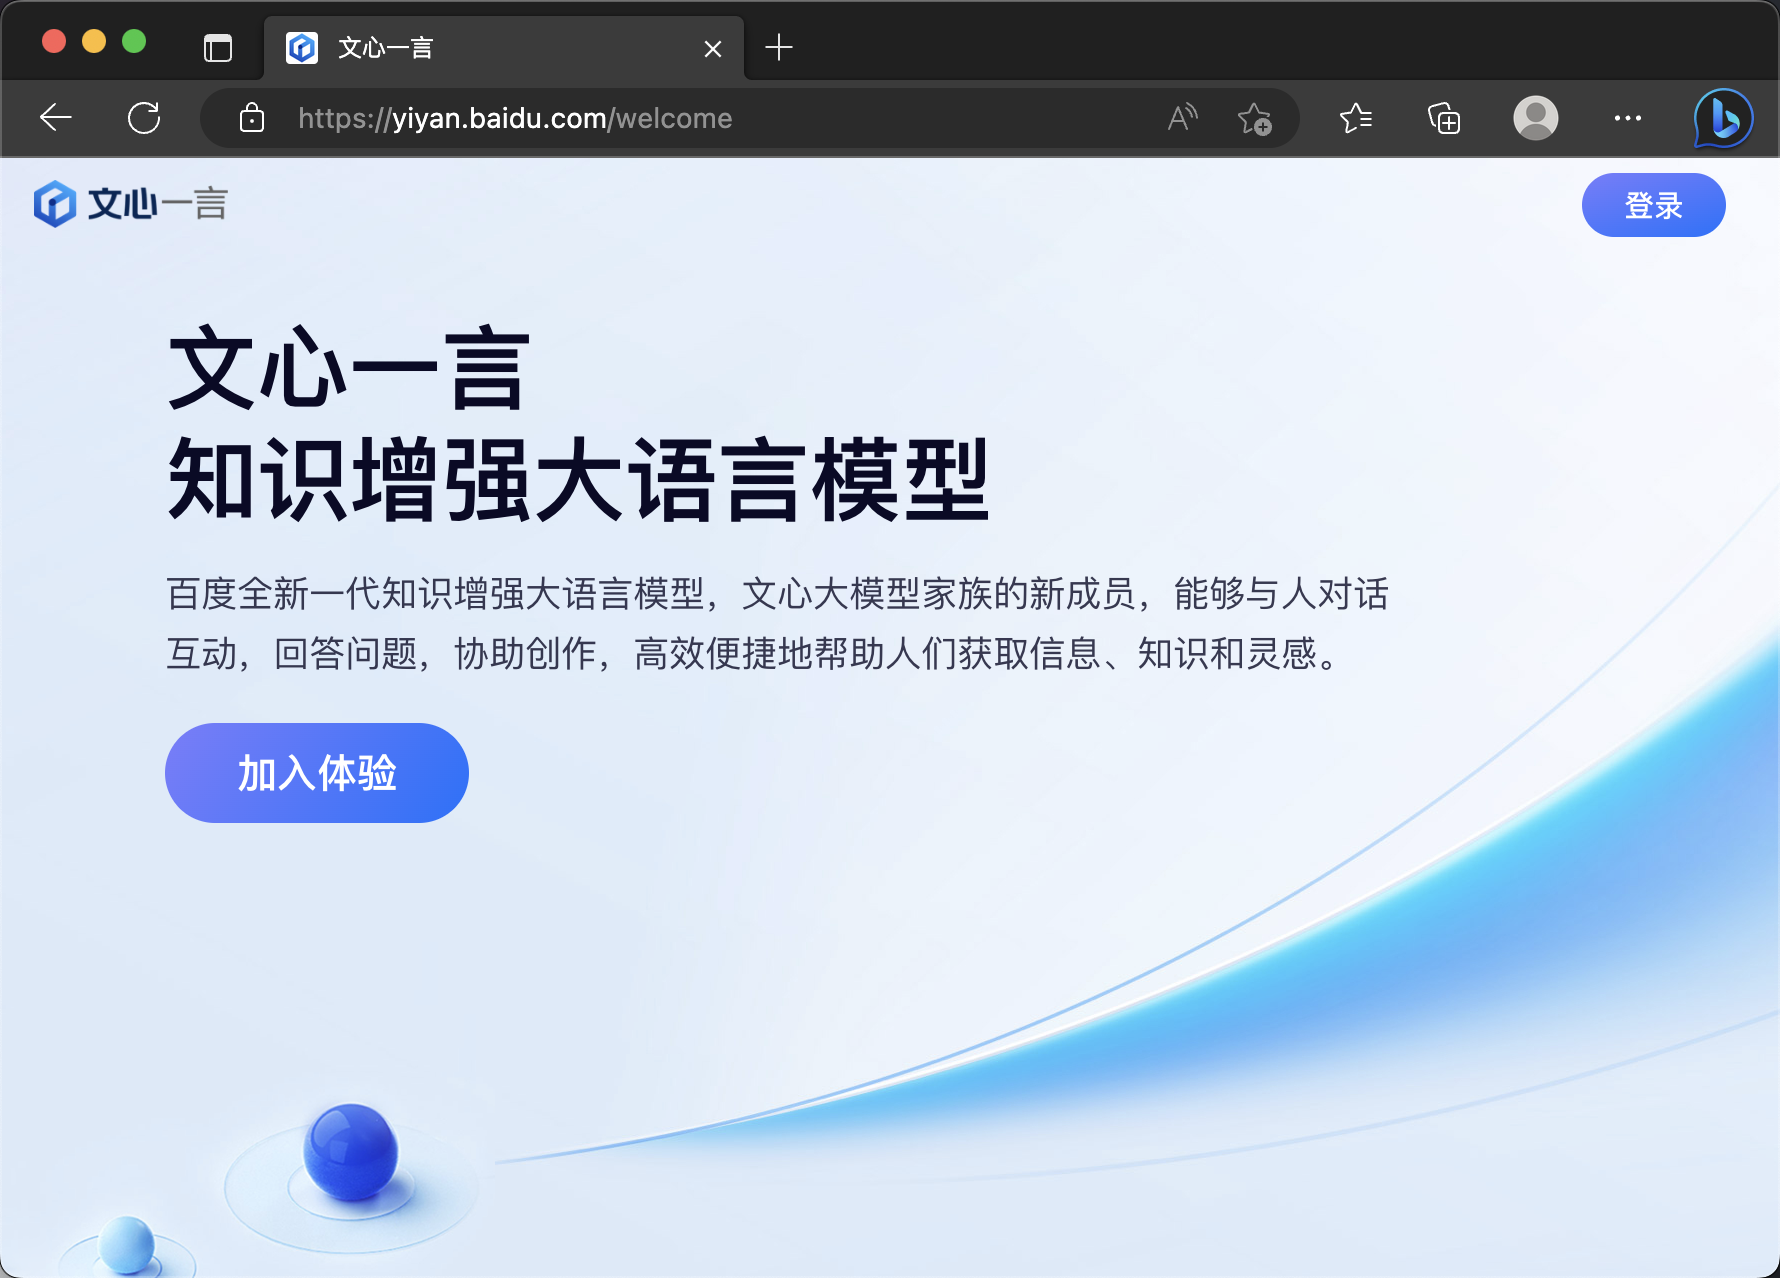 文心一言
https://yiyan.baidu.com/welcome
文心一言
登录
文心一言
知识增强大语言模型
百度全新一代知识增强大语言模型，文心大模型家族的新成员，能够与人对话
互动，回答问题，协助创作，高效便捷地帮助人们获取信息、知识和灵感。
加入体验